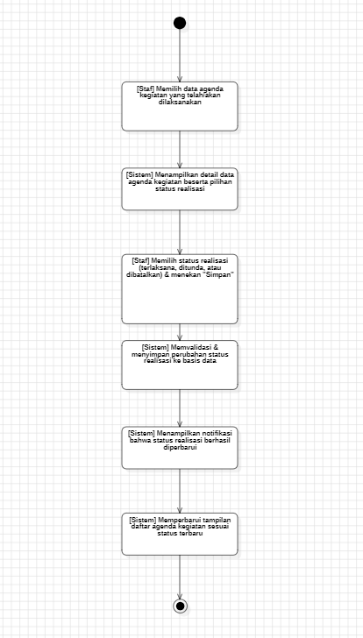 [Staf] Memilih data agenda
kegiatan yang telah/akan
dilaksanakan
[Sistem] Menampilkan detail data
agenda kegiatan beserta pilihan
status realisasi
[Staf] Memilih status realisasi
(terlaksana, ditunda, atau
dibatalkan) & menekan "Simpan"
[Sistem] Memvalidasi &
menyimpan perubahan status
realisasi ke basis data
[Sistem] Menampilkan notifikasi
bahwa status realisasi berhasil
diperbarui
[Sistem] Memperbarui tampilan
daftar agenda kegiatan sesuai
status terbaru